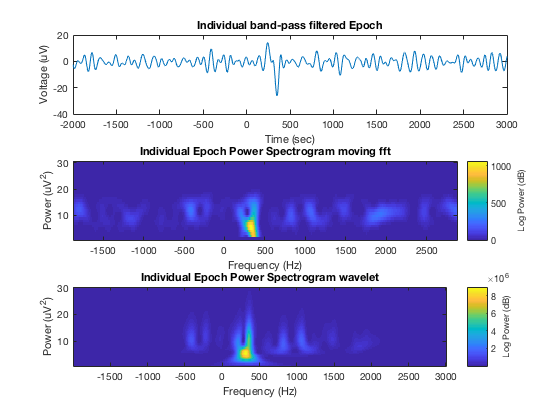 Individual band-pass filtered Epoch
Voltage (uV)
20
0
-20
-40
-2000 -1500 -1000 -500 0 500 1000 1500 2000 2500 3000
Time (sec)
Individual Epoch Power Spectrogram moving fft
Power (uV²)
30
20
10
-1500 -1000 -500 0 500 1000 1500 2000 2500
Frequency (Hz)
1000
500
0
Log Power (dB)
Individual Epoch Power Spectrogram wavelet
Power (uV²)
30
20
10
-1500 -1000 -500 0 500 1000 1500 2000 2500 3000
Frequency (Hz)
×10⁶
8
6
4
2
Log Power (dB)